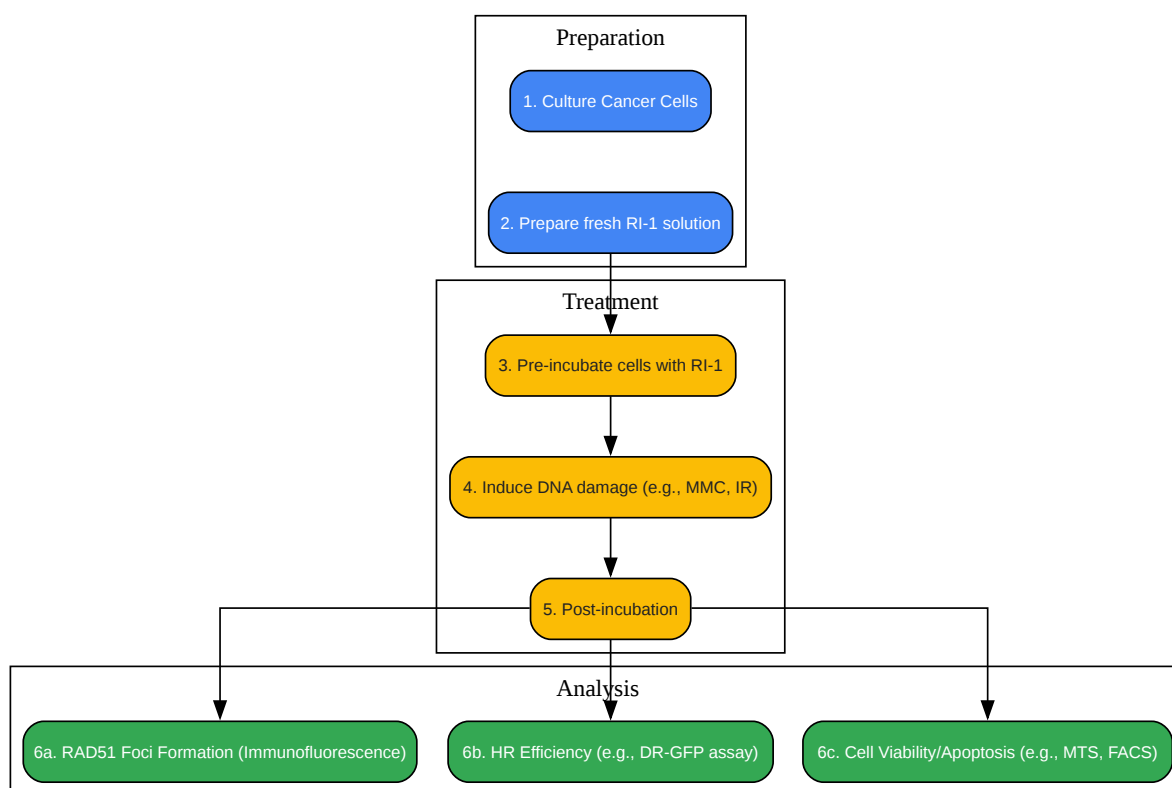 Preparation
1. Culture Cancer Cells
2. Prepare fresh RI-1 solution
Treatment
3. Pre-incubate cells with RI-1
4. Induce DNA damage (e.g., MMC, IR)
5. Post-incubation
Analysis
6a. RAD51 Foci Formation (Immunofluorescence)
6b. HR Efficiency (e.g., DR-GFP assay)
6c. Cell Viability/Apoptosis (e.g., MTS, FACS)